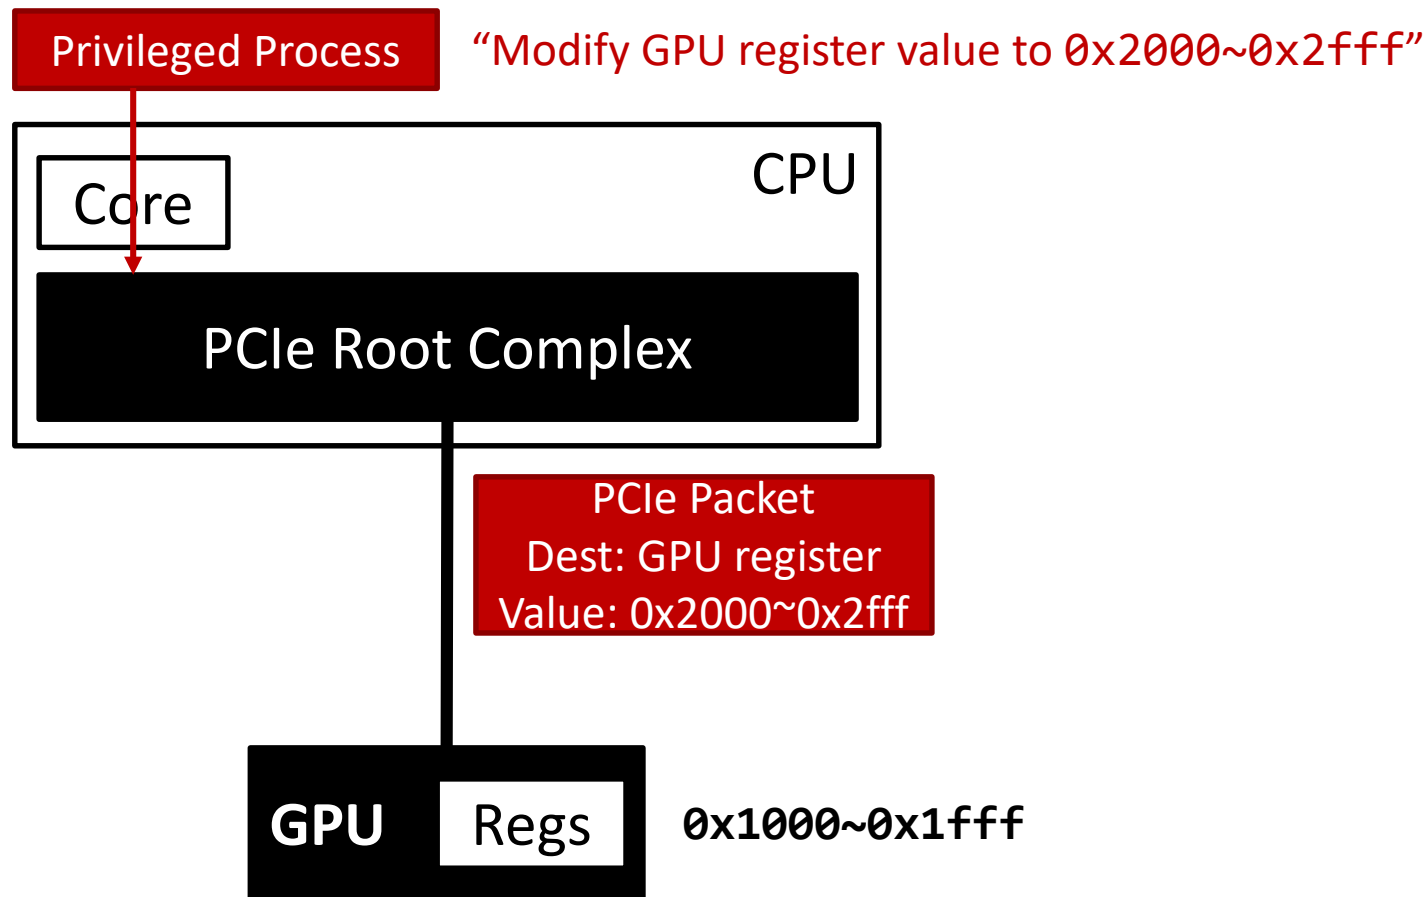 Privileged Process
“Modify GPU register value to 0x2000~0x2fff”
CPU
Core
PCIe Root Complex
PCIe Packet
Dest: GPU register
Value: 0x2000~0x2fff
GPU
Regs
0x1000~0x1fff